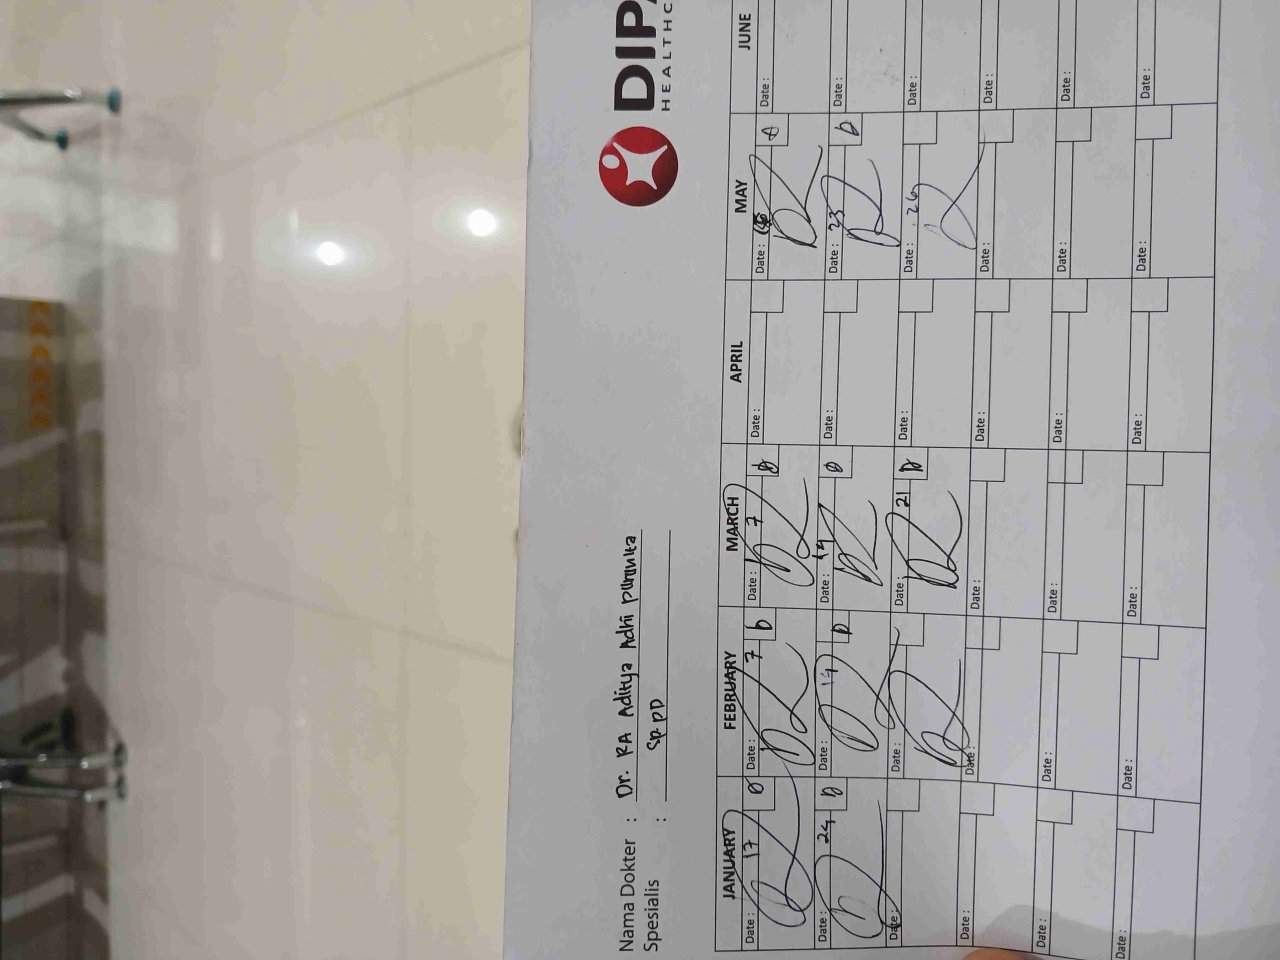 DIPA
HEALTHC
Nama Dokter : Dr. RA Aditya Adhi
Spesialis : Sp.PD
JANUARY FEBRUARY MARCH APRIL MAY JUNE
Date : 17 Date : 7 b Date : 7 Date : Date : Date :
Date : 24 D Date : 14 D Date : 14 D Date : Date : 23 D Date :
Date : Date : Date : 21 D Date : Date : 26 Date :
Date : Date : Date : Date : Date : Date :
Date : Date : Date : Date : Date : Date :
Date : Date : Date : Date : Date : Date :